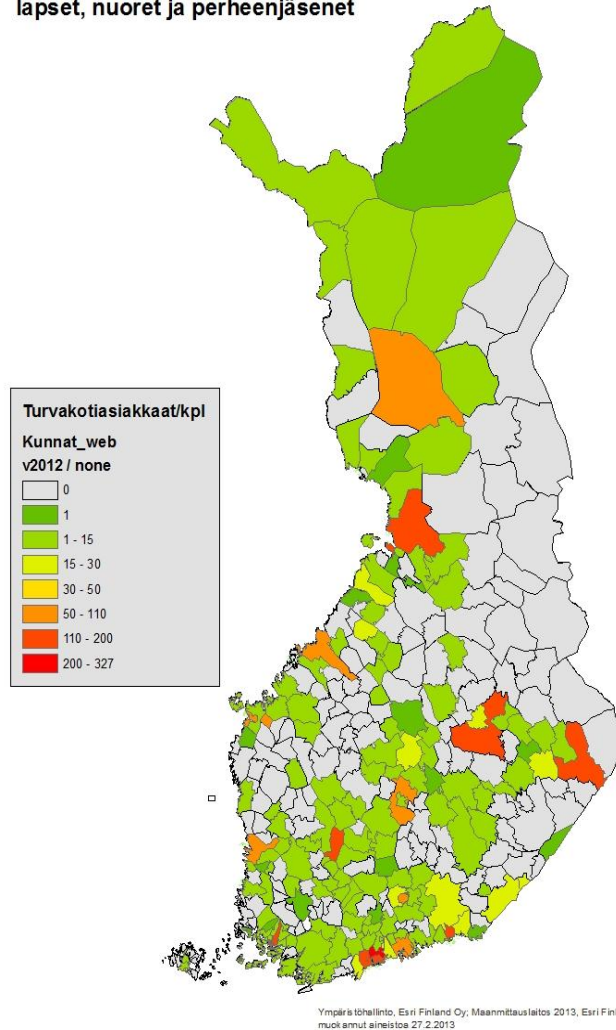 lapset, nuoret ja perheenjäsenet
Turvakotiasiakkaat/kpl
Kunnat_web
v2012 / none
0
1
1 - 15
15 - 30
30 - 50
50 - 110
110 - 200
200 - 327
Ympäristöhallinto, Esri Finland Oy; Maanmittauslaitos 2013, Esri Fin
muokannut aineistoa 27.2.2013